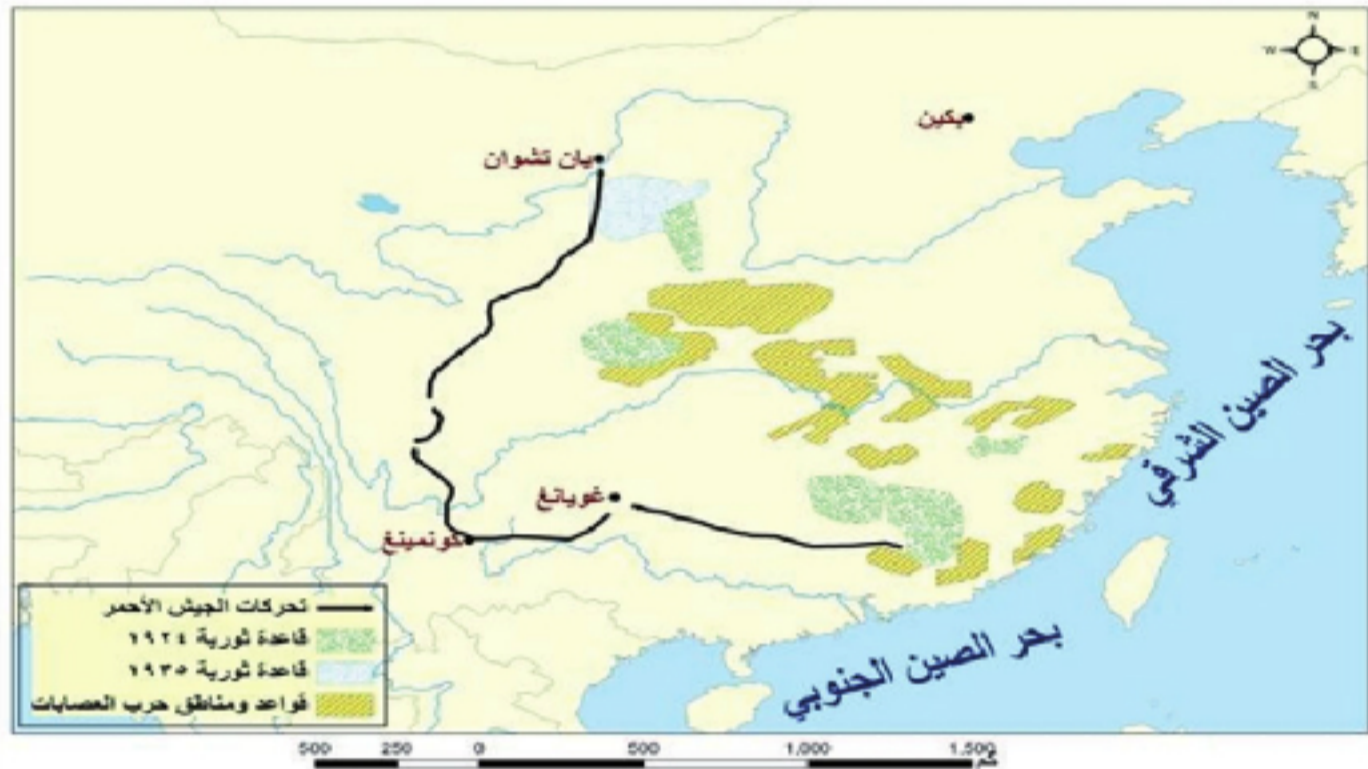 N
W E
S
بكين
يان تشوان
بحر الصين الشرقي
غويانغ
كونمينغ
بحر الصين الجنوبي
تحركات الجيش الأحمر
قاعدة ثورية ١٩٢٤
قاعدة ثورية ١٩٣٥
قواعد ومناطق حرب العصابات
500 250 0 500 1,000 1,500
كم